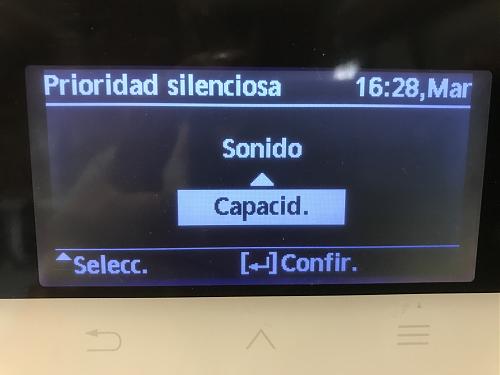 Prioridad silenciosa 16:28,Mar
Sonido
Capacid.
Selecc. [↵]Confir.